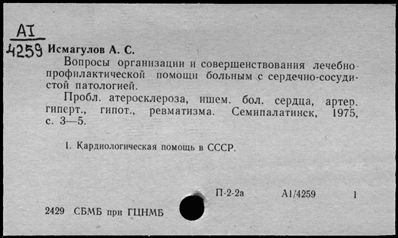 АI
4259
Исмагулов А. С.
Вопросы организации и совершенствования лечебно-
профилактической помощи больным с сердечно-сосуди-
стой патологией.
Пробл. атеросклероза, ишем. бол. сердца, артер.
гиперт., гипот., ревматизма. Семипалатинск, 1975,
с. 3—5.
1. Кардиологическая помощь в СССР.
П-2-2а А1/4259 1
2429 СБМБ при ГЦНМБ